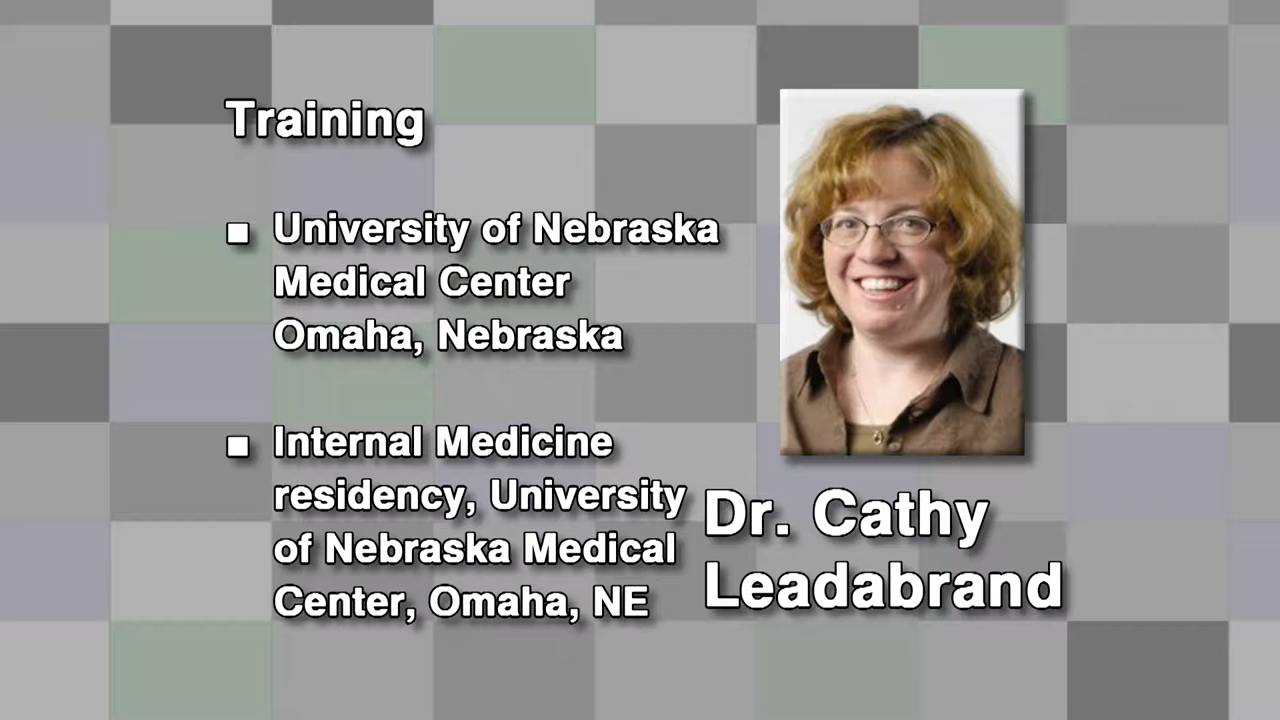 Training
University of Nebraska
Medical Center
Omaha, Nebraska
Internal Medicine
residency, University
of Nebraska Medical
Center, Omaha, NE
Dr. Cathy
Leadabrand